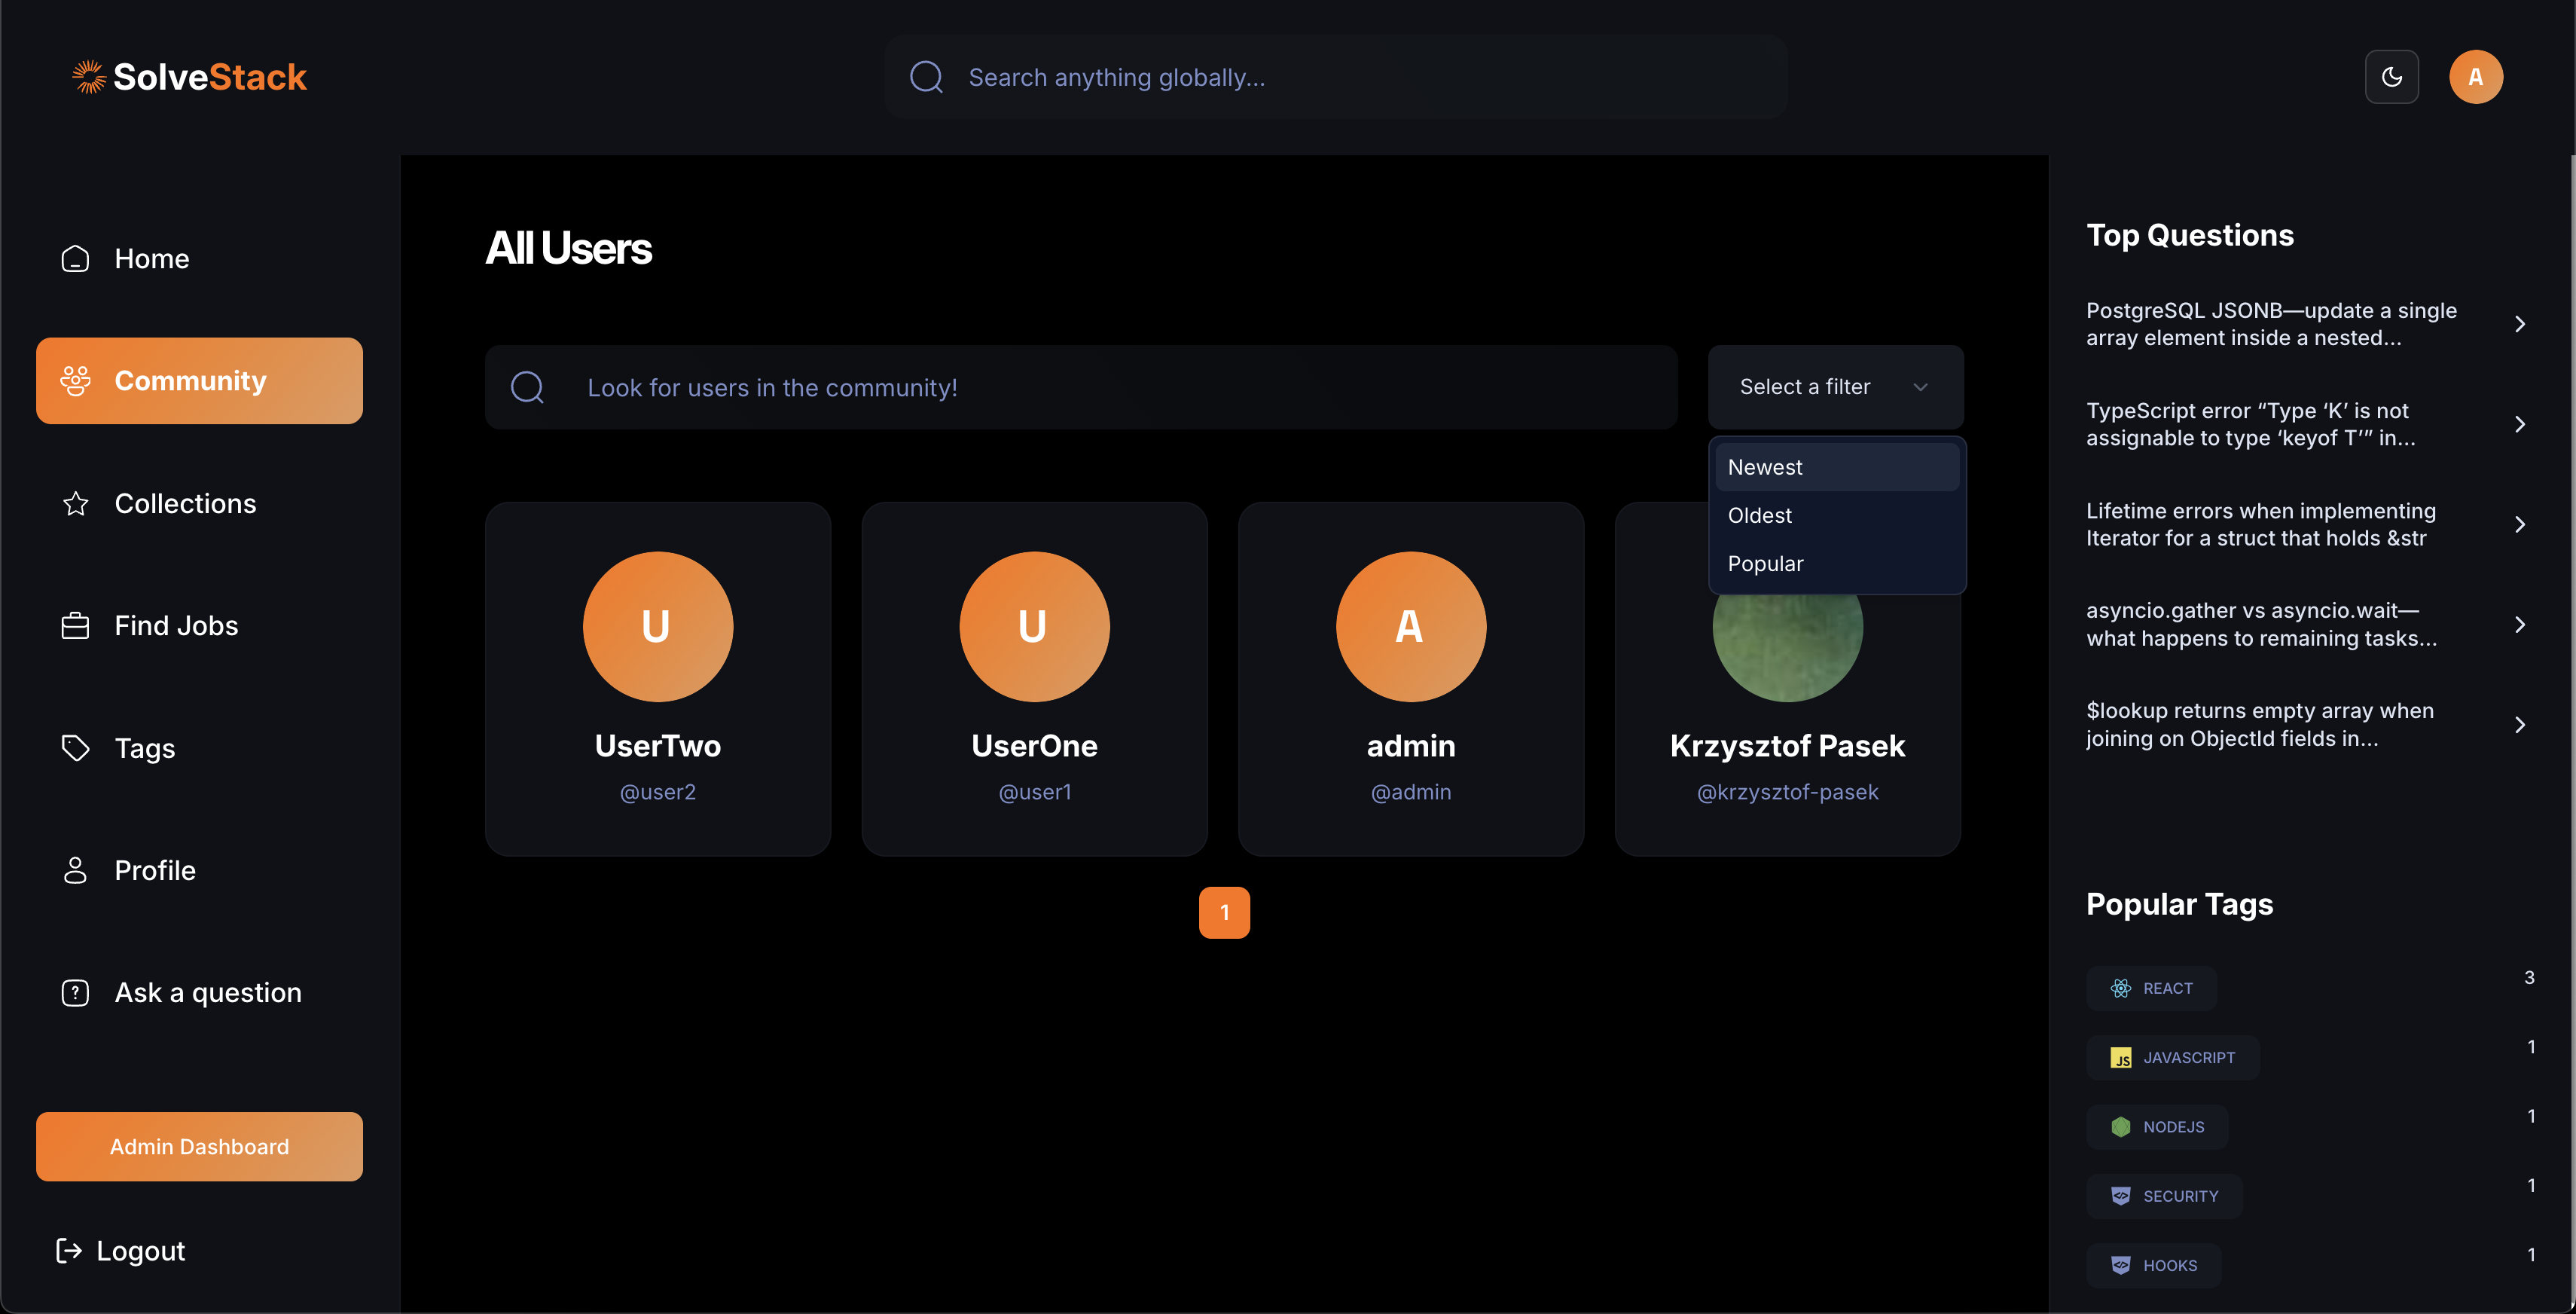 SolveStack
Search anything globally...
A
Home
Community
Collections
Find Jobs
Tags
Profile
Ask a question
Admin Dashboard
Logout
All Users
Look for users in the community!
Select a filter
Newest
Oldest
Popular
U
UserTwo
@user2
U
UserOne
@user1
A
admin
@admin
Krzysztof Pasek
@krzysztof-pasek
1
Top Questions
PostgreSQL JSONB—update a single
array element inside a nested...
TypeScript error “Type ‘K’ is not
assignable to type ‘keyof T’” in...
Lifetime errors when implementing
Iterator for a struct that holds &str
asyncio.gather vs asyncio.wait—
what happens to remaining tasks...
$lookup returns empty array when
joining on ObjectId fields in...
Popular Tags
REACT 3
JS JAVASCRIPT 1
NODEJS 1
SECURITY 1
HOOKS 1